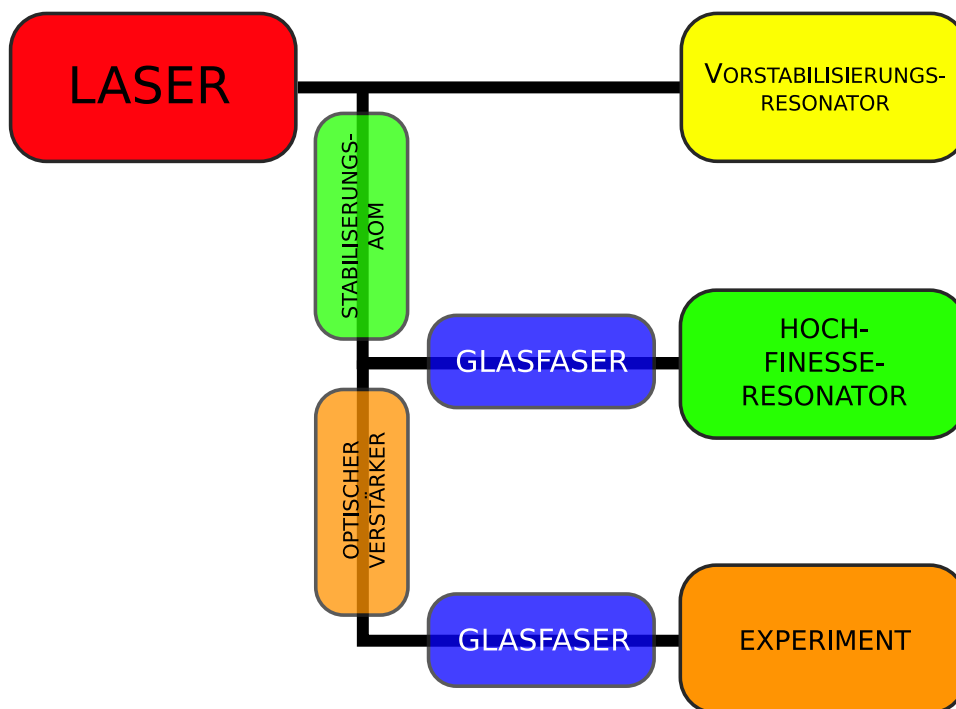 LASER
VORSTABILISIERUNGS-
RESONATOR
STABILISERUNGS-
AOM
GLASFASER
HOCH-
FINESSE-
RESONATOR
OPTISCHER
VERSTÄRKER
GLASFASER
EXPERIMENT